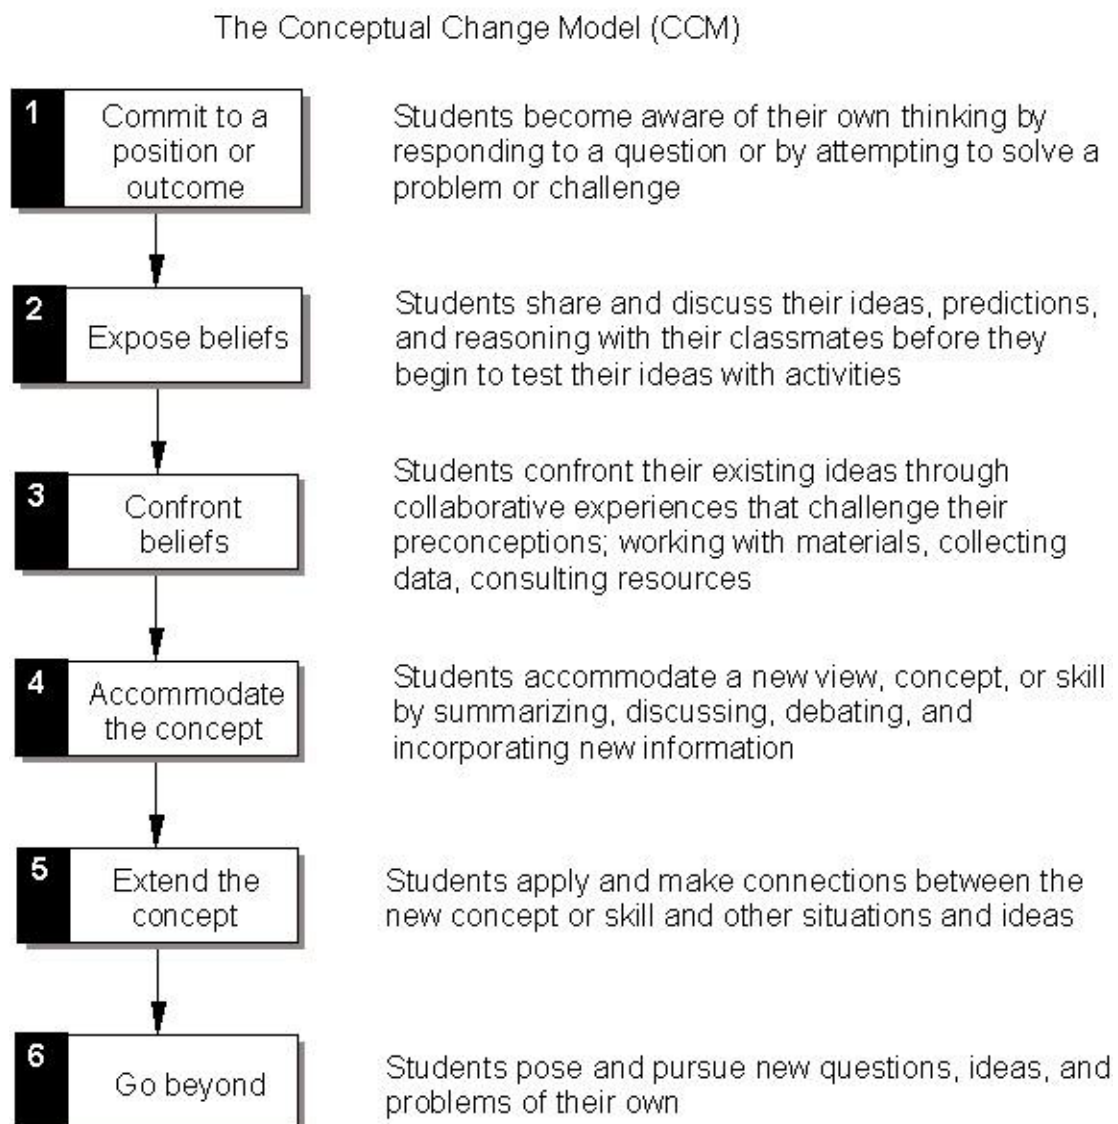 The Conceptual Change Model (CCM)
1
Commit to a
position or
outcome
Students become aware of their own thinking by
responding to a question or by attempting to solve a
problem or challenge
2
Expose beliefs
Students share and discuss their ideas, predictions,
and reasoning with their classmates before they
begin to test their ideas with activities
3
Confront
beliefs
Students confront their existing ideas through
collaborative experiences that challenge their
preconceptions; working with materials, collecting
data, consulting resources
4
Accommodate
the concept
Students accommodate a new view, concept, or skill
by summarizing, discussing, debating, and
incorporating new information
5
Extend the
concept
Students apply and make connections between the
new concept or skill and other situations and ideas
6
Go beyond
Students pose and pursue new questions, ideas, and
problems of their own